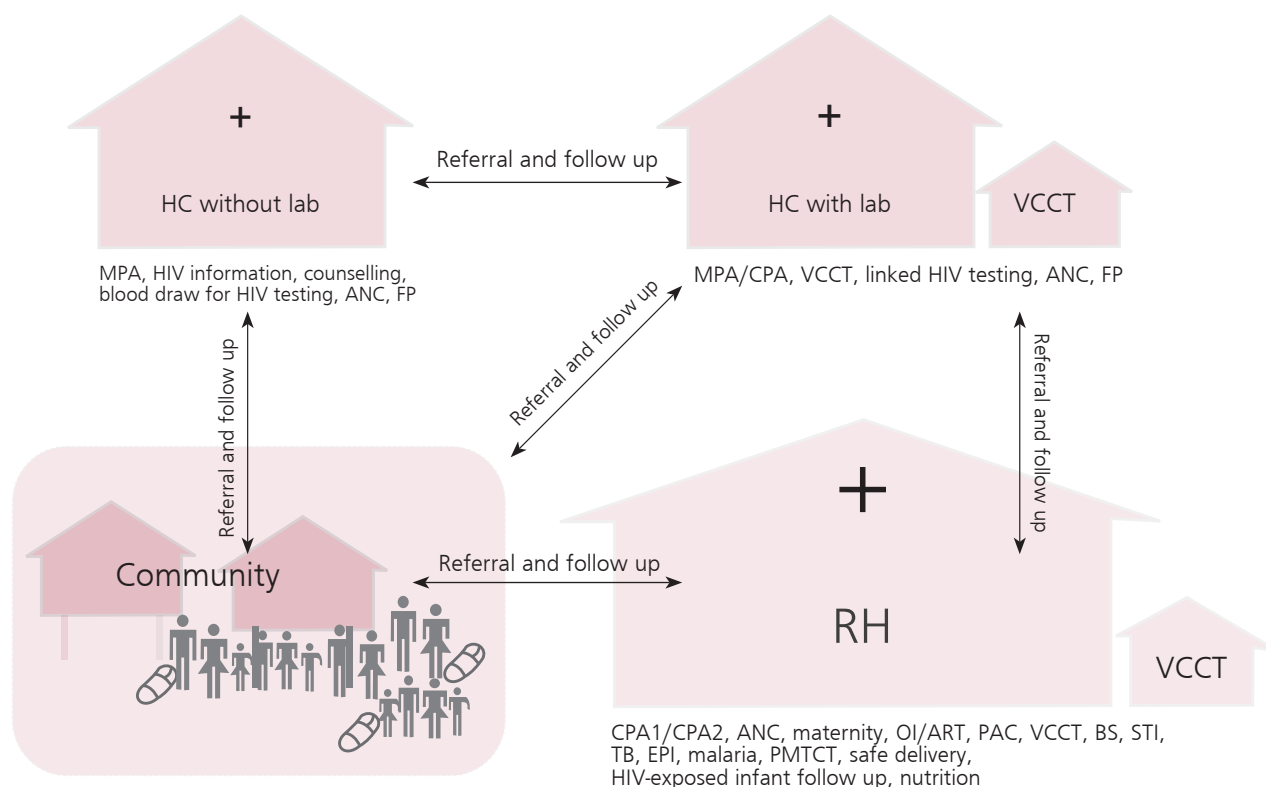 +
+
HC without lab
Referral and follow up
HC with lab
VCCT
MPA, HIV information, counselling,
blood draw for HIV testing, ANC, FP
MPA/CPA, VCCT, linked HIV testing, ANC, FP
Referral and follow up
Referral and follow up
Referral and follow up
Community
Referral and follow up
+
RH
VCCT
CPA1/CPA2, ANC, maternity, OI/ART, PAC, VCCT, BS, STI,
TB, EPI, malaria, PMTCT, safe delivery,
HIV-exposed infant follow up, nutrition